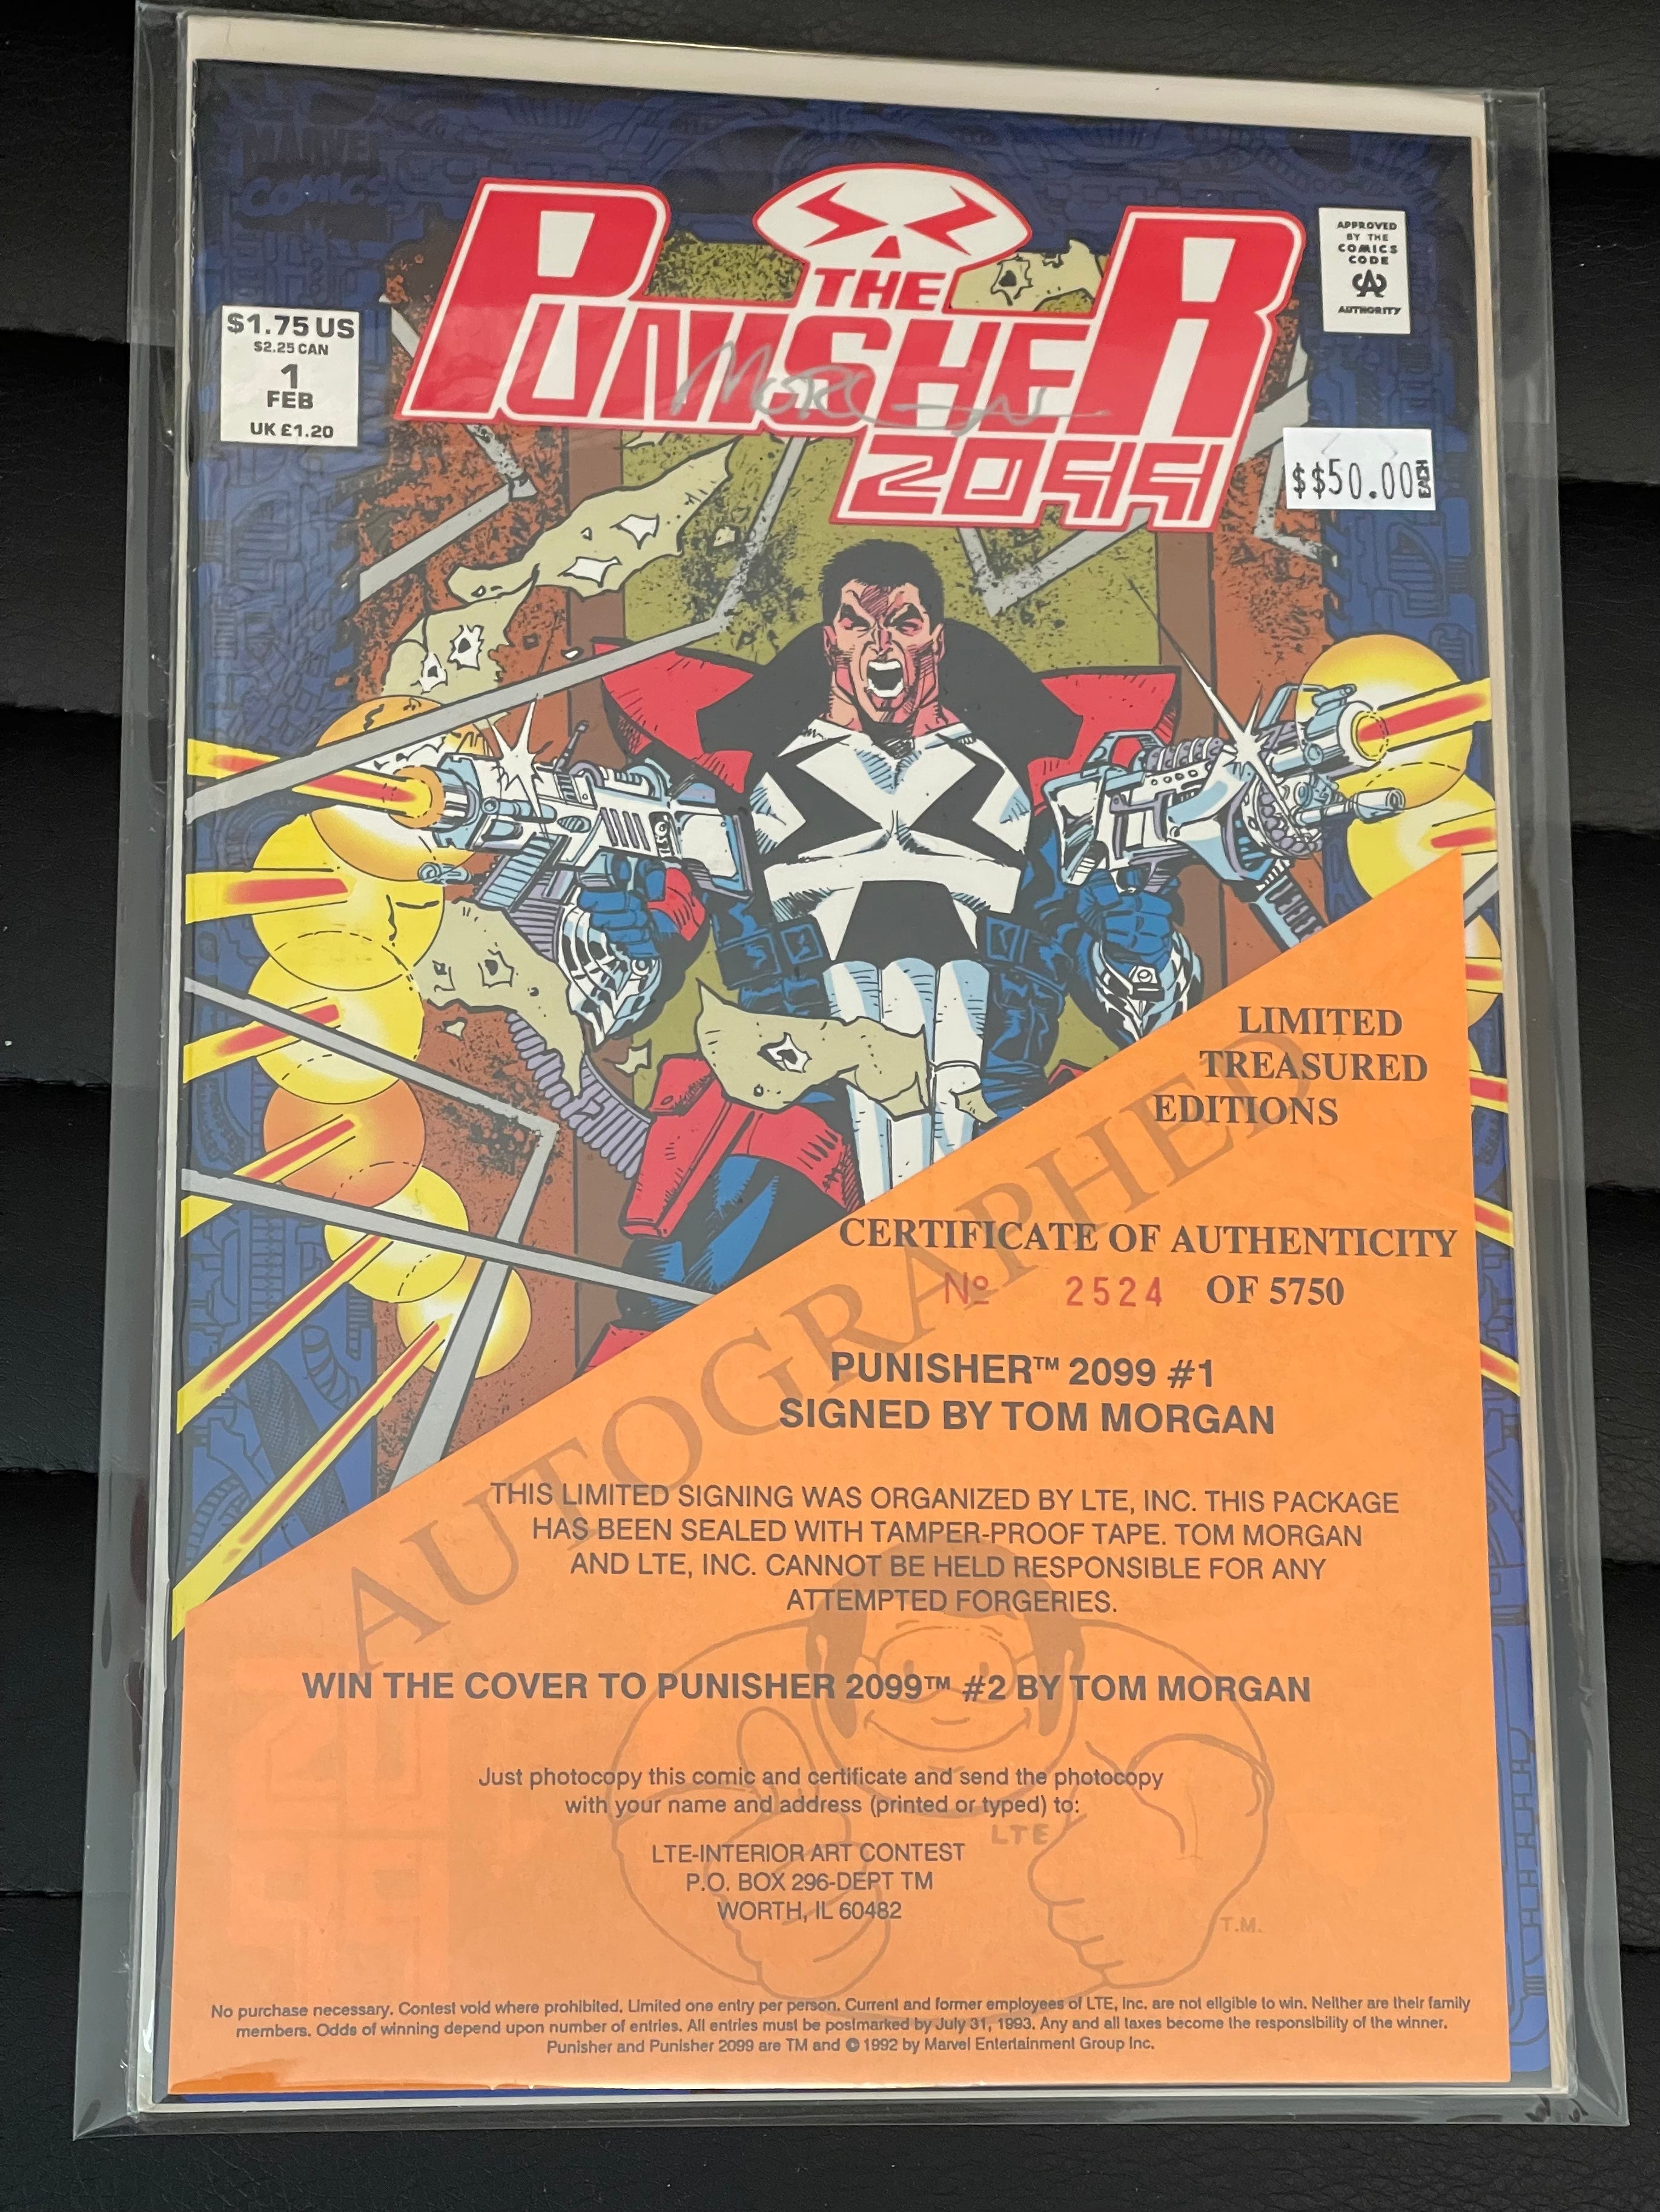 MARVEL
COMICS
THE
PUNISHER
2099
APPROVED
BY THE
COMICS
CODE
CA
AUTHORITY
$1.75 US
$2.25 CAN
1
FEB
UK £1.20
MORGAN
$$50.00 EACH
LIMITED
TREASURED
EDITIONS
AUTOGRAPHED
CERTIFICATE OF AUTHENTICITY
Nº 2524 OF 5750
PUNISHER™ 2099 #1
SIGNED BY TOM MORGAN
THIS LIMITED SIGNING WAS ORGANIZED BY LTE, INC. THIS PACKAGE
HAS BEEN SEALED WITH TAMPER-PROOF TAPE. TOM MORGAN
AND LTE, INC. CANNOT BE HELD RESPONSIBLE FOR ANY
ATTEMPTED FORGERIES.
WIN THE COVER TO PUNISHER 2099™ #2 BY TOM MORGAN
Just photocopy this comic and certificate and send the photocopy
with your name and address (printed or typed) to:
LTE
LTE-INTERIOR ART CONTEST
P.O. BOX 296-DEPT TM
WORTH, IL 60482
T.M.
No purchase necessary. Contest void where prohibited. Limited one entry per person. Current and former employees of LTE, Inc. are not eligible to win. Neither are their family
members. Odds of winning depend upon number of entries. All entries must be postmarked by July 31, 1993. Any and all taxes become the responsibility of the winner.
Punisher and Punisher 2099 are TM and © 1992 by Marvel Entertainment Group Inc.